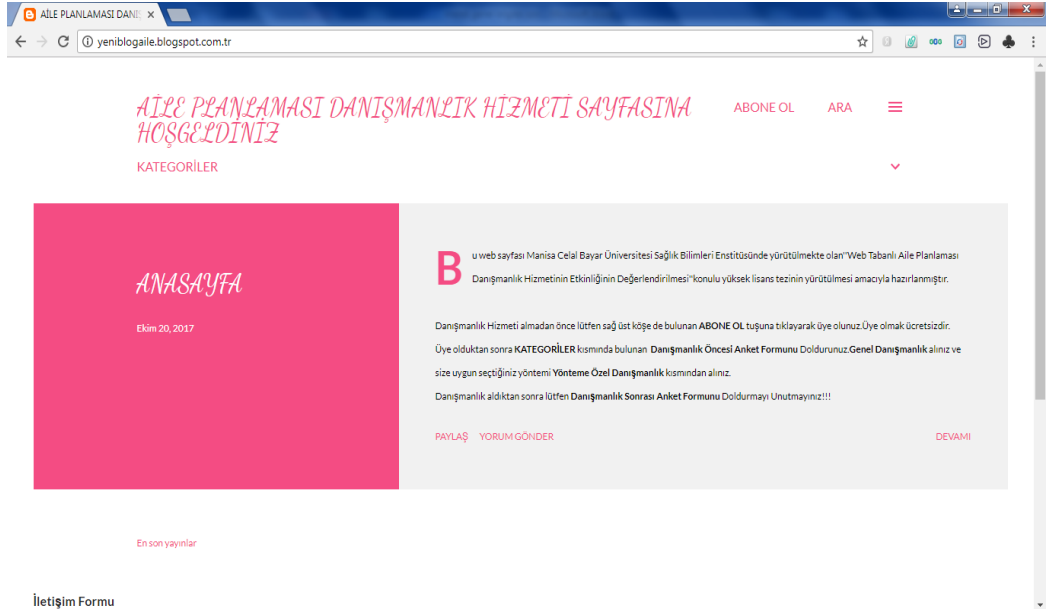 AİLE PLANLAMASI DANIŞ
yeniblogaile.blogspot.com.tr
AİLE PLANLAMASI DANIŞMANLIK HİZMETİ SAYFASINA
HOŞGELDİNİZ
ABONE OL ARA
KATEGORİLER
ANASAYFA
Ekim 20, 2017
Bu web sayfası Manisa Celal Bayar Üniversitesi Sağlık Bilimleri Enstitüsünde yürütülmekte olan''Web Tabanlı Aile Planlaması
Danışmanlık Hizmetinin Etkinliğinin Değerlendirilmesi''konulu yüksek lisans tezinin yürütülmesi amacıyla hazırlanmıştır.
Danışmanlık Hizmeti almadan önce lütfen sağ üst köşe de bulunan ABONE OL tuşuna tıklayarak üye olunuz.Üye olmak ücretsizdir.
Üye olduktan sonra KATEGORİLER kısmında bulunan Danışmanlık Öncesi Anket Formunu Doldurunuz.Genel Danışmanlık alınız ve
size uygun seçtiğiniz yöntemi Yönteme Özel Danışmanlık kısmından alınız.
Danışmanlık aldıktan sonra lütfen Danışmanlık Sonrası Anket Formunu Doldurmayı Unutmayınız!!!
PAYLAŞ YORUM GÖNDER DEVAMI
En son yayınlar
İletişim Formu